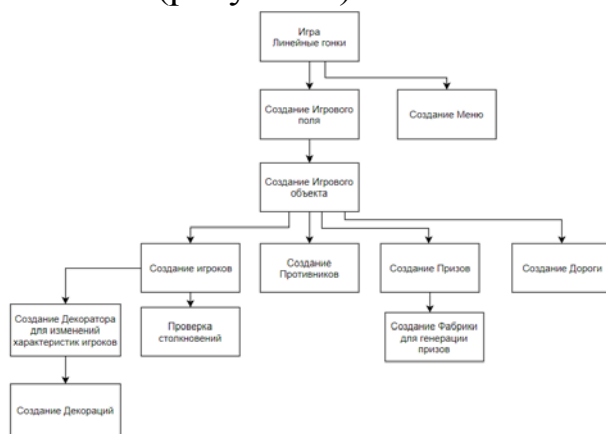 Игра
Линейные гонки
Создание Игрового
поля
Создание Меню
Создание Игрового
объекта
Создание игроков
Создание
Противников
Создание Призов
Создание Дороги
Создание Декоратора
для изменений
характеристик игроков
Проверка
столкновений
Создание Фабрики
для генерации
призов
Создание Декораций